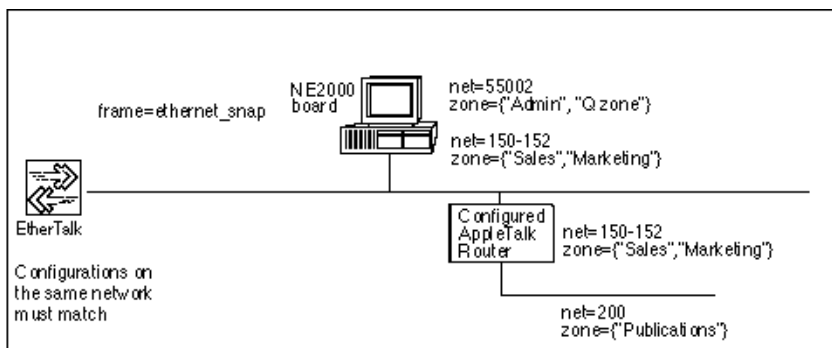 NE2000
board
net=55002
zone={"Admin", "Q zone"}
frame=ethernet_snap
net=150-152
zone={"Sales","Marketing"}
EtherTalk
Configured
AppleTalk
Router
net=150-152
zone={"Sales","Marketing"}
Configurations on
the same network
must match
net=200
zone={"Publications"}